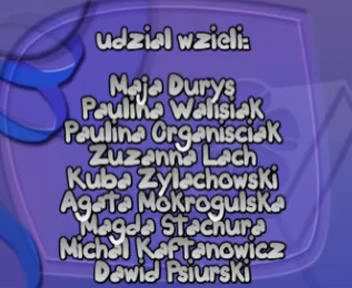 udział wzieli:
Maja Durys
Paulina Walisiak
Paulina Organisciak
Zuzanna Lach
Kuba Zylachowski
Agata Mokrogulska
Magda Stachura
Michal Kaftanowicz
Dawid Psiurski